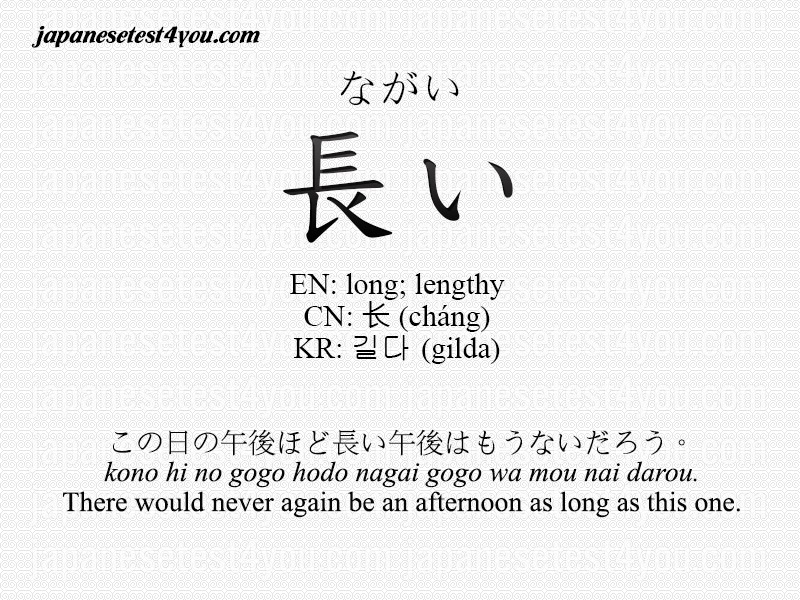 japanesetest4you.com
ながい
長い
EN: long; lengthy
CN: 长 (cháng)
KR: 길다 (gilda)
この日の午後ほど長い午後はもうないだろう。
kono hi no gogo hodo nagai gogo wa mou nai darou.
There would never again be an afternoon as long as this one.